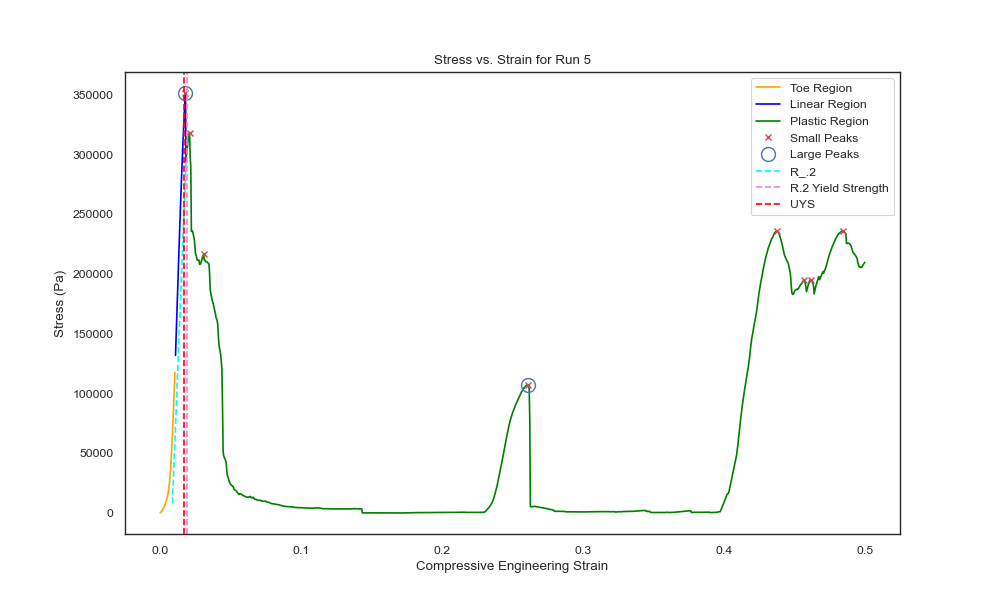 Stress vs. Strain for Run 5
Toe Region
Linear Region
Plastic Region
Small Peaks
Large Peaks
R_.2
R.2 Yield Strength
UYS
Stress (Pa)
350000
300000
250000
200000
150000
100000
50000
0
0.0 0.1 0.2 0.3 0.4 0.5
Compressive Engineering Strain